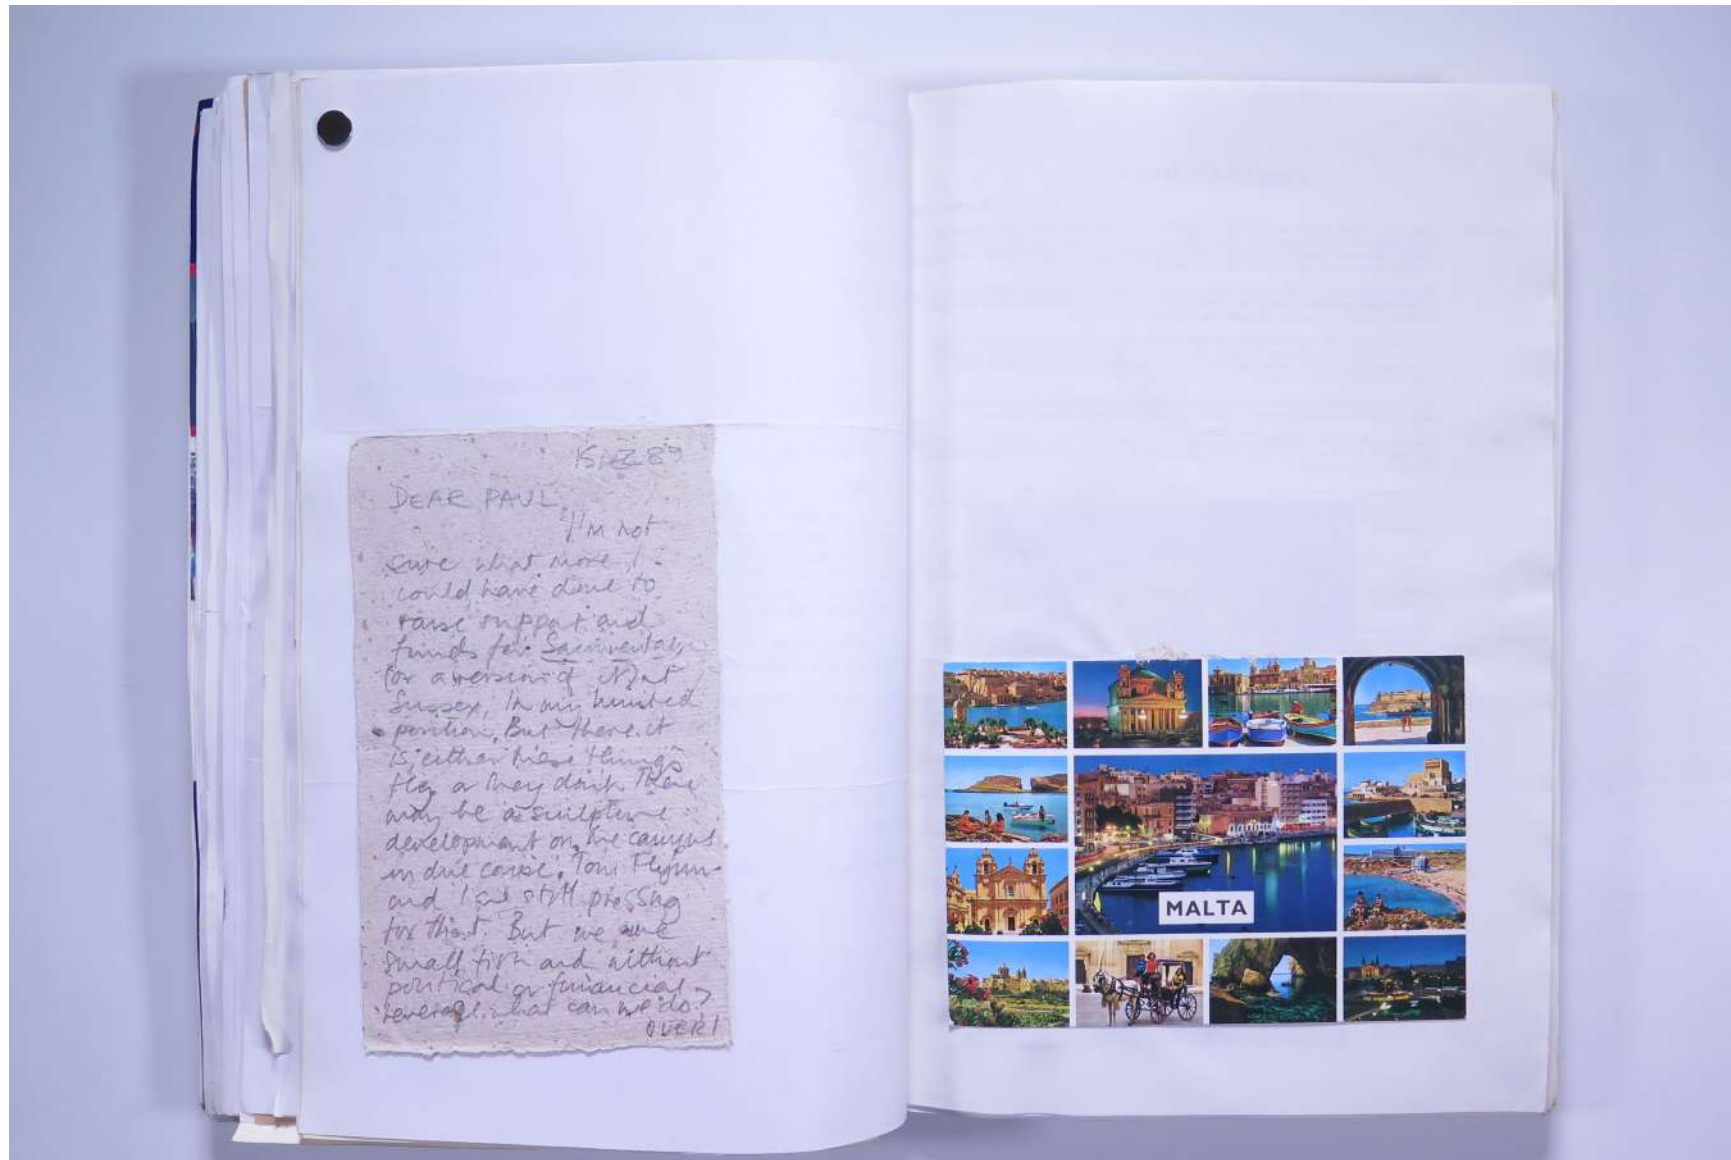 DEAR PAUL,
I'm not
sure what more I
could have done to
raise support and
funds for
(or a version of it) at
Sussex, in my limited
position. But there it
is, either these things
fly or they don't. There
may be a sculpture
development on the campus
in due course; Tom Flynn
and I are still pressing
for that. But we are
small fish and without
political or financial
leverage what can we do?
OVER!
MALTA